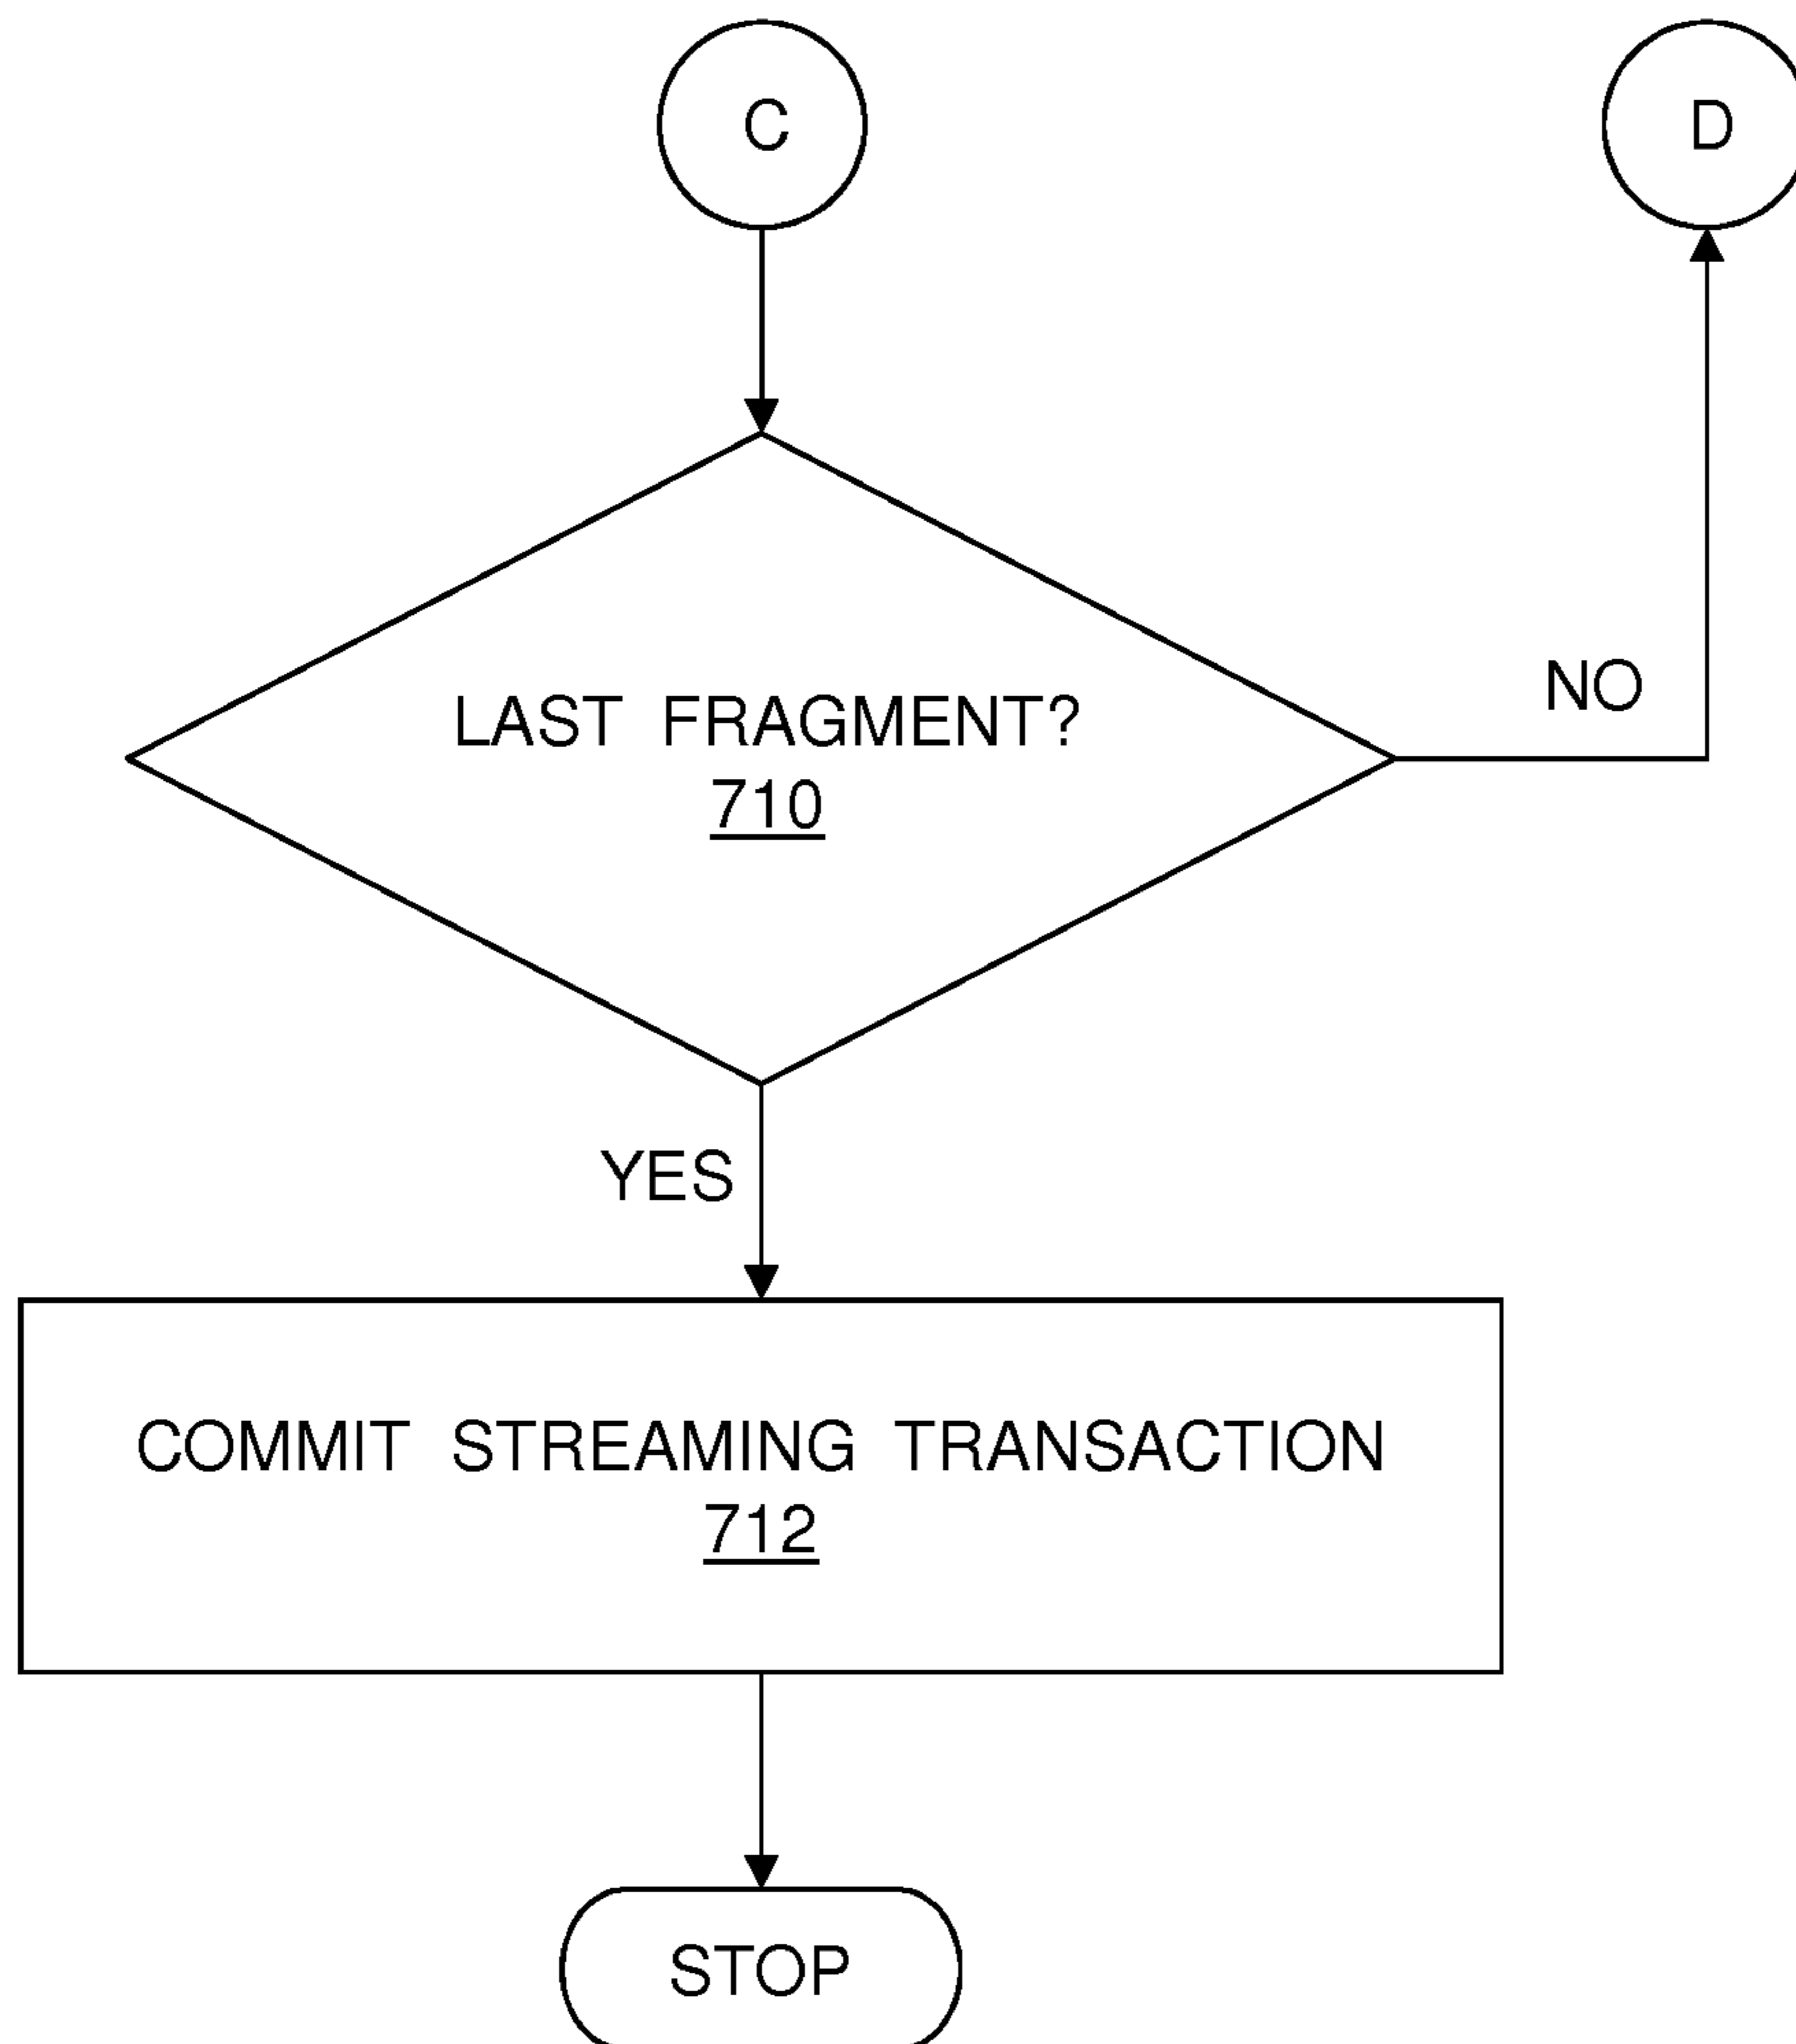 C
D
LAST FRAGMENT?
710
NO
YES
COMMIT STREAMING TRANSACTION
712
STOP